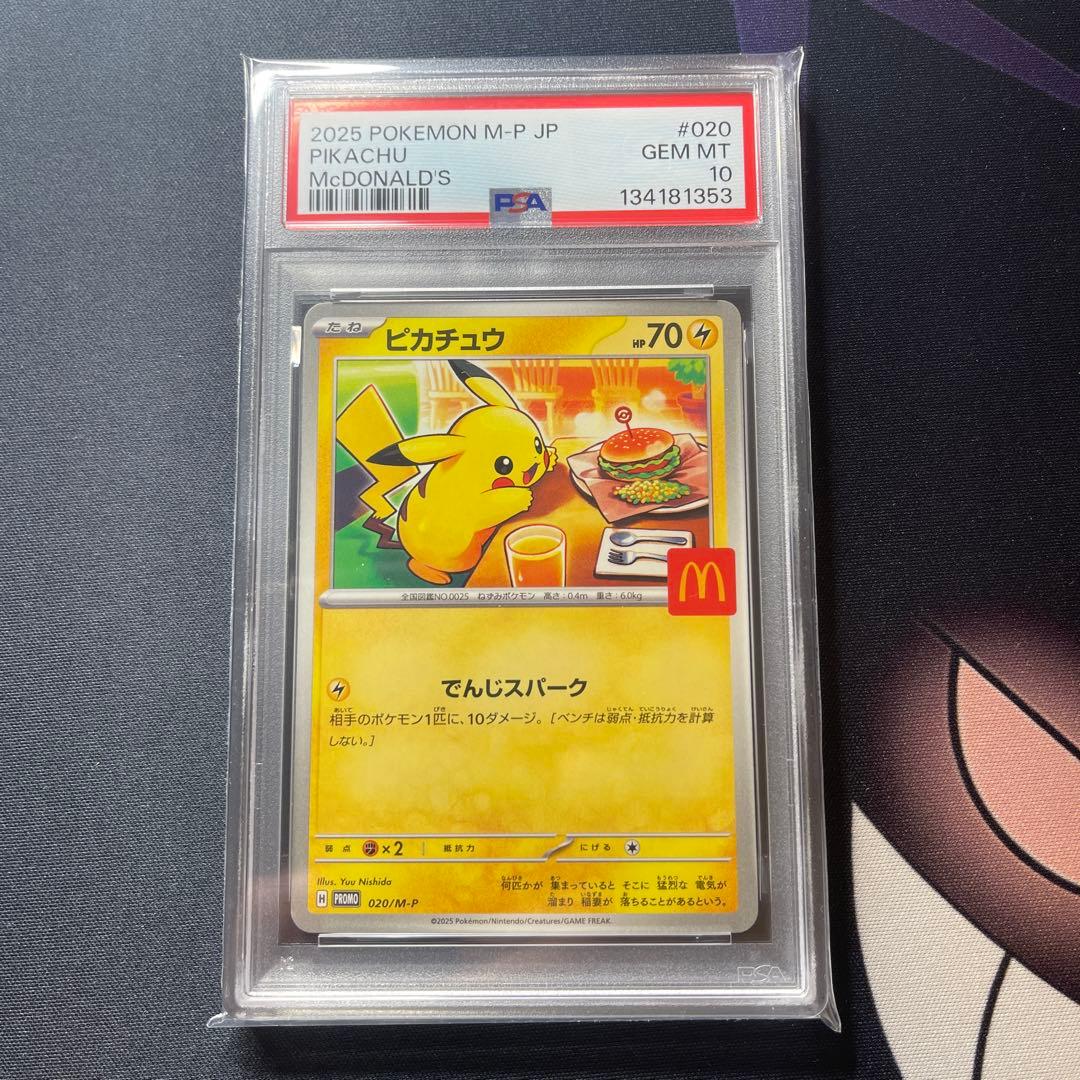 2025 POKEMON M-P JP #020
PIKACHU GEM MT
McDONALD'S 10
PSA 134181353
たね ピカチュウ HP70
全国図鑑NO.0025 ねずみポケモン 高さ:0.4m 重さ:6.0kg
でんじスパーク
相手のポケモン1匹に、10ダメージ。[ベンチは弱点・抵抗力を計算
しない。]
弱点 ×2 抵抗力 にげる
Illus. Yuu Nishida
何匹かが 集まっていると そこに 猛烈な 電気が
溜まり 稲妻が 落ちることがあるという。
H PROMO 020/M-P
©2025 Pokémon/Nintendo/Creatures/GAME FREAK.
PSA